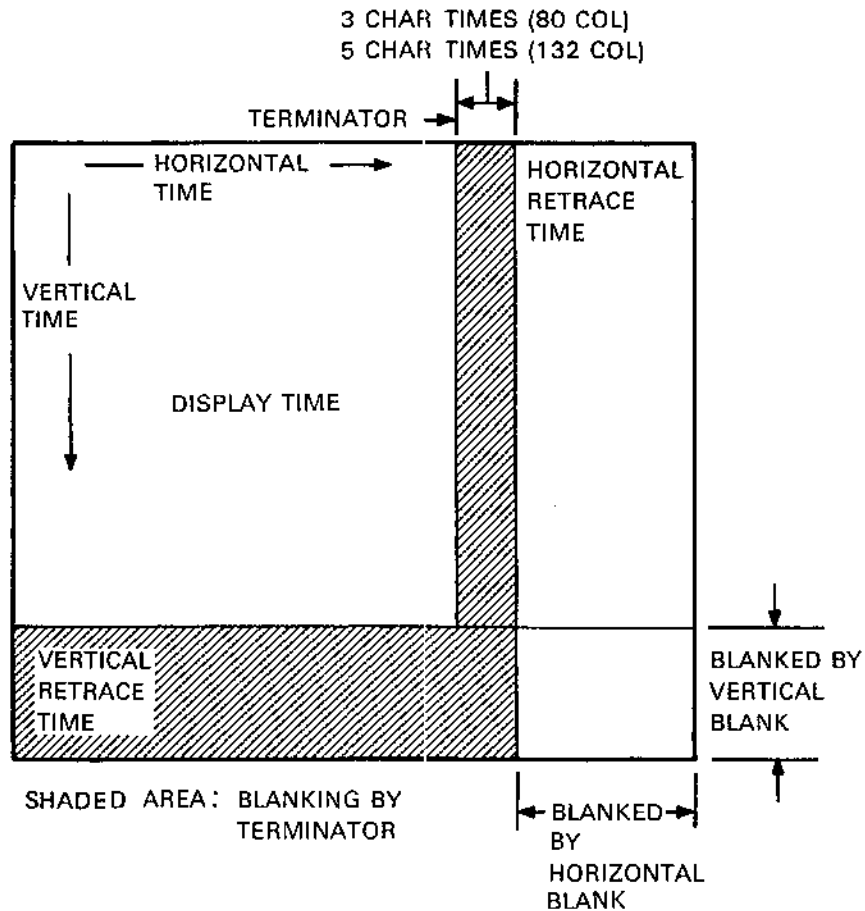 3 CHAR TIMES (80 COL)
5 CHAR TIMES (132 COL)
TERMINATOR
HORIZONTAL
TIME
HORIZONTAL
RETRACE
TIME
VERTICAL
TIME
DISPLAY TIME
VERTICAL
RETRACE
TIME
BLANKED BY
VERTICAL
BLANK
SHADED AREA: BLANKING BY
TERMINATOR
BLANKED
BY
HORIZONTAL
BLANK